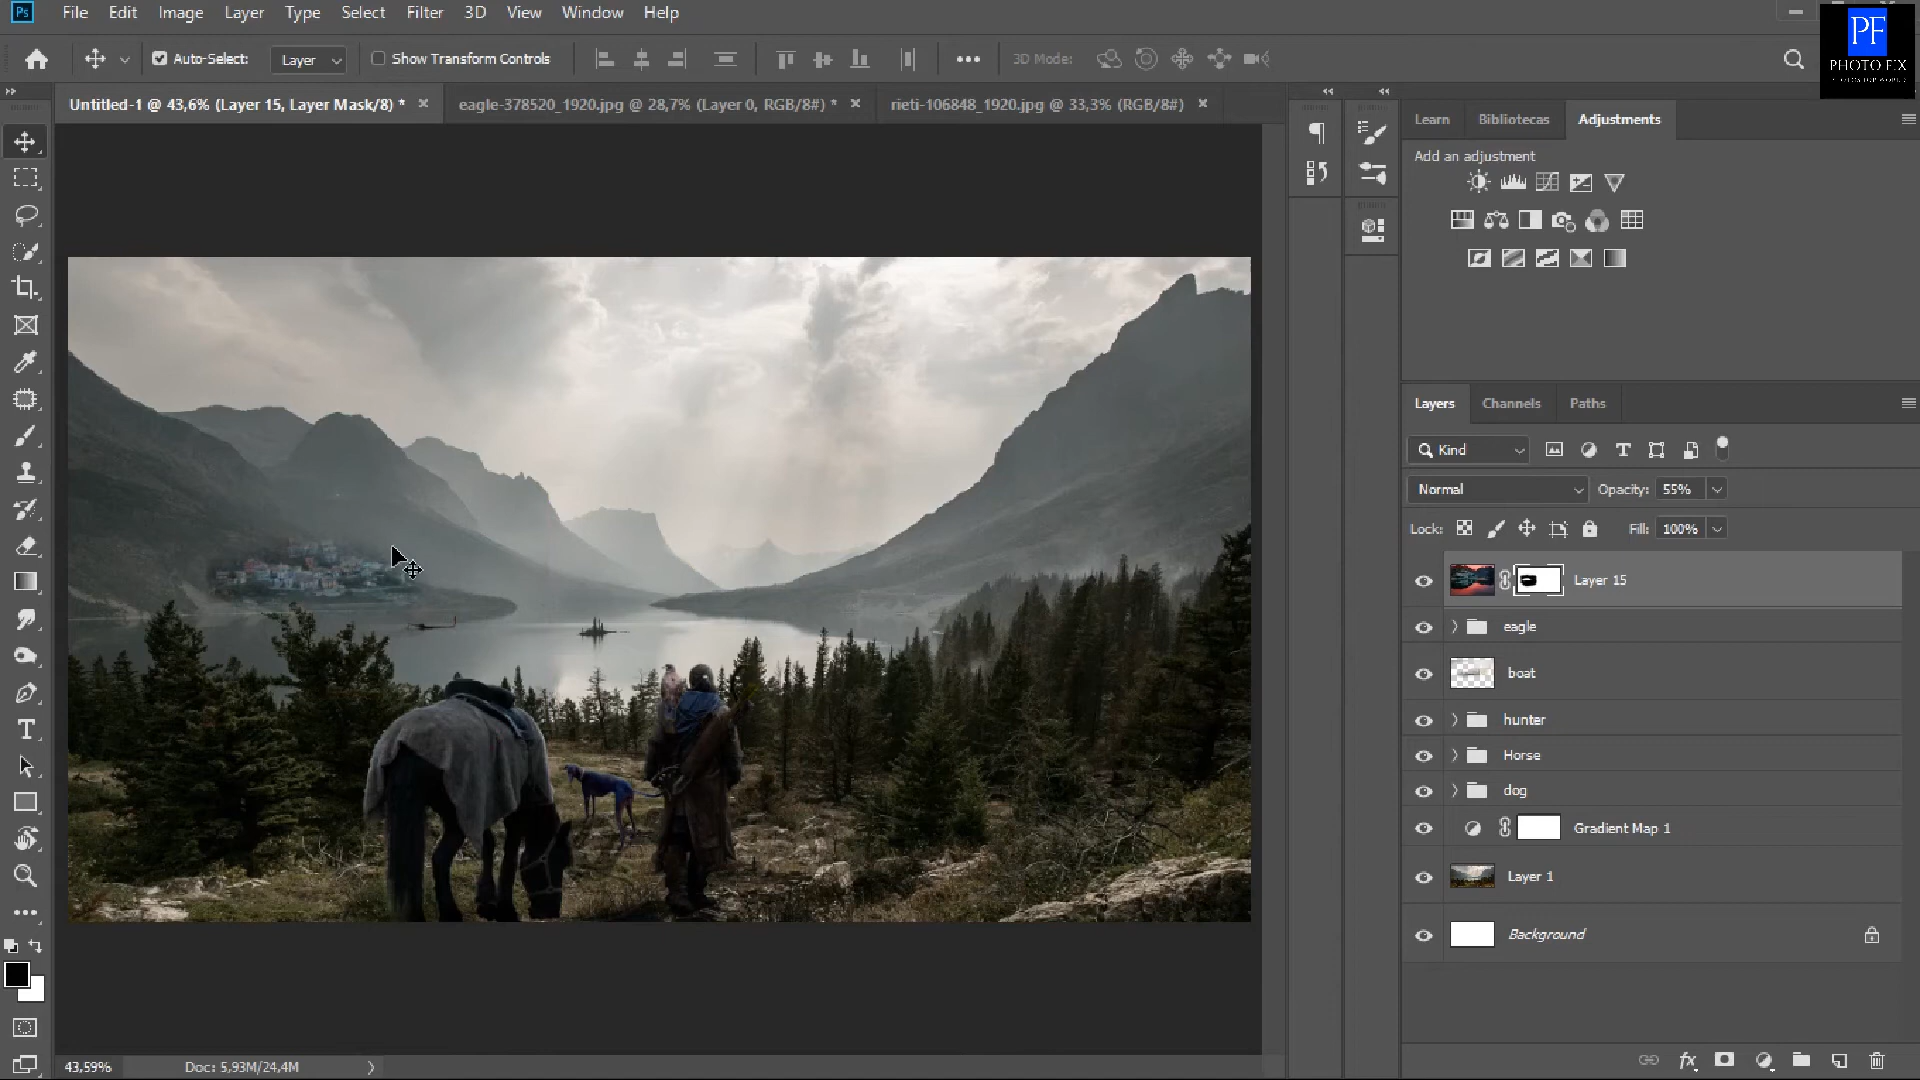 Ps File Edit Image Layer Type Select Filter 3D View Window Help
Auto-Select: Layer Show Transform Controls 3D Mode:
PF
PHOTO FIX
Untitled-1 @ 43,6% (Layer 15, Layer Mask/8) * eagle-378520_1920.jpg @ 28,7% (Layer 0, RGB/8#) * rieti-106848_1920.jpg @ 33,3% (RGB/8#)
Learn Bibliotecas Adjustments
Add an adjustment
Layers Channels Paths
Kind
Normal Opacity: 55%
Lock: Fill: 100%
Layer 15
eagle
boat
hunter
Horse
dog
Gradient Map 1
Layer 1
Background
43,59% Doc: 5,93M/24,4M